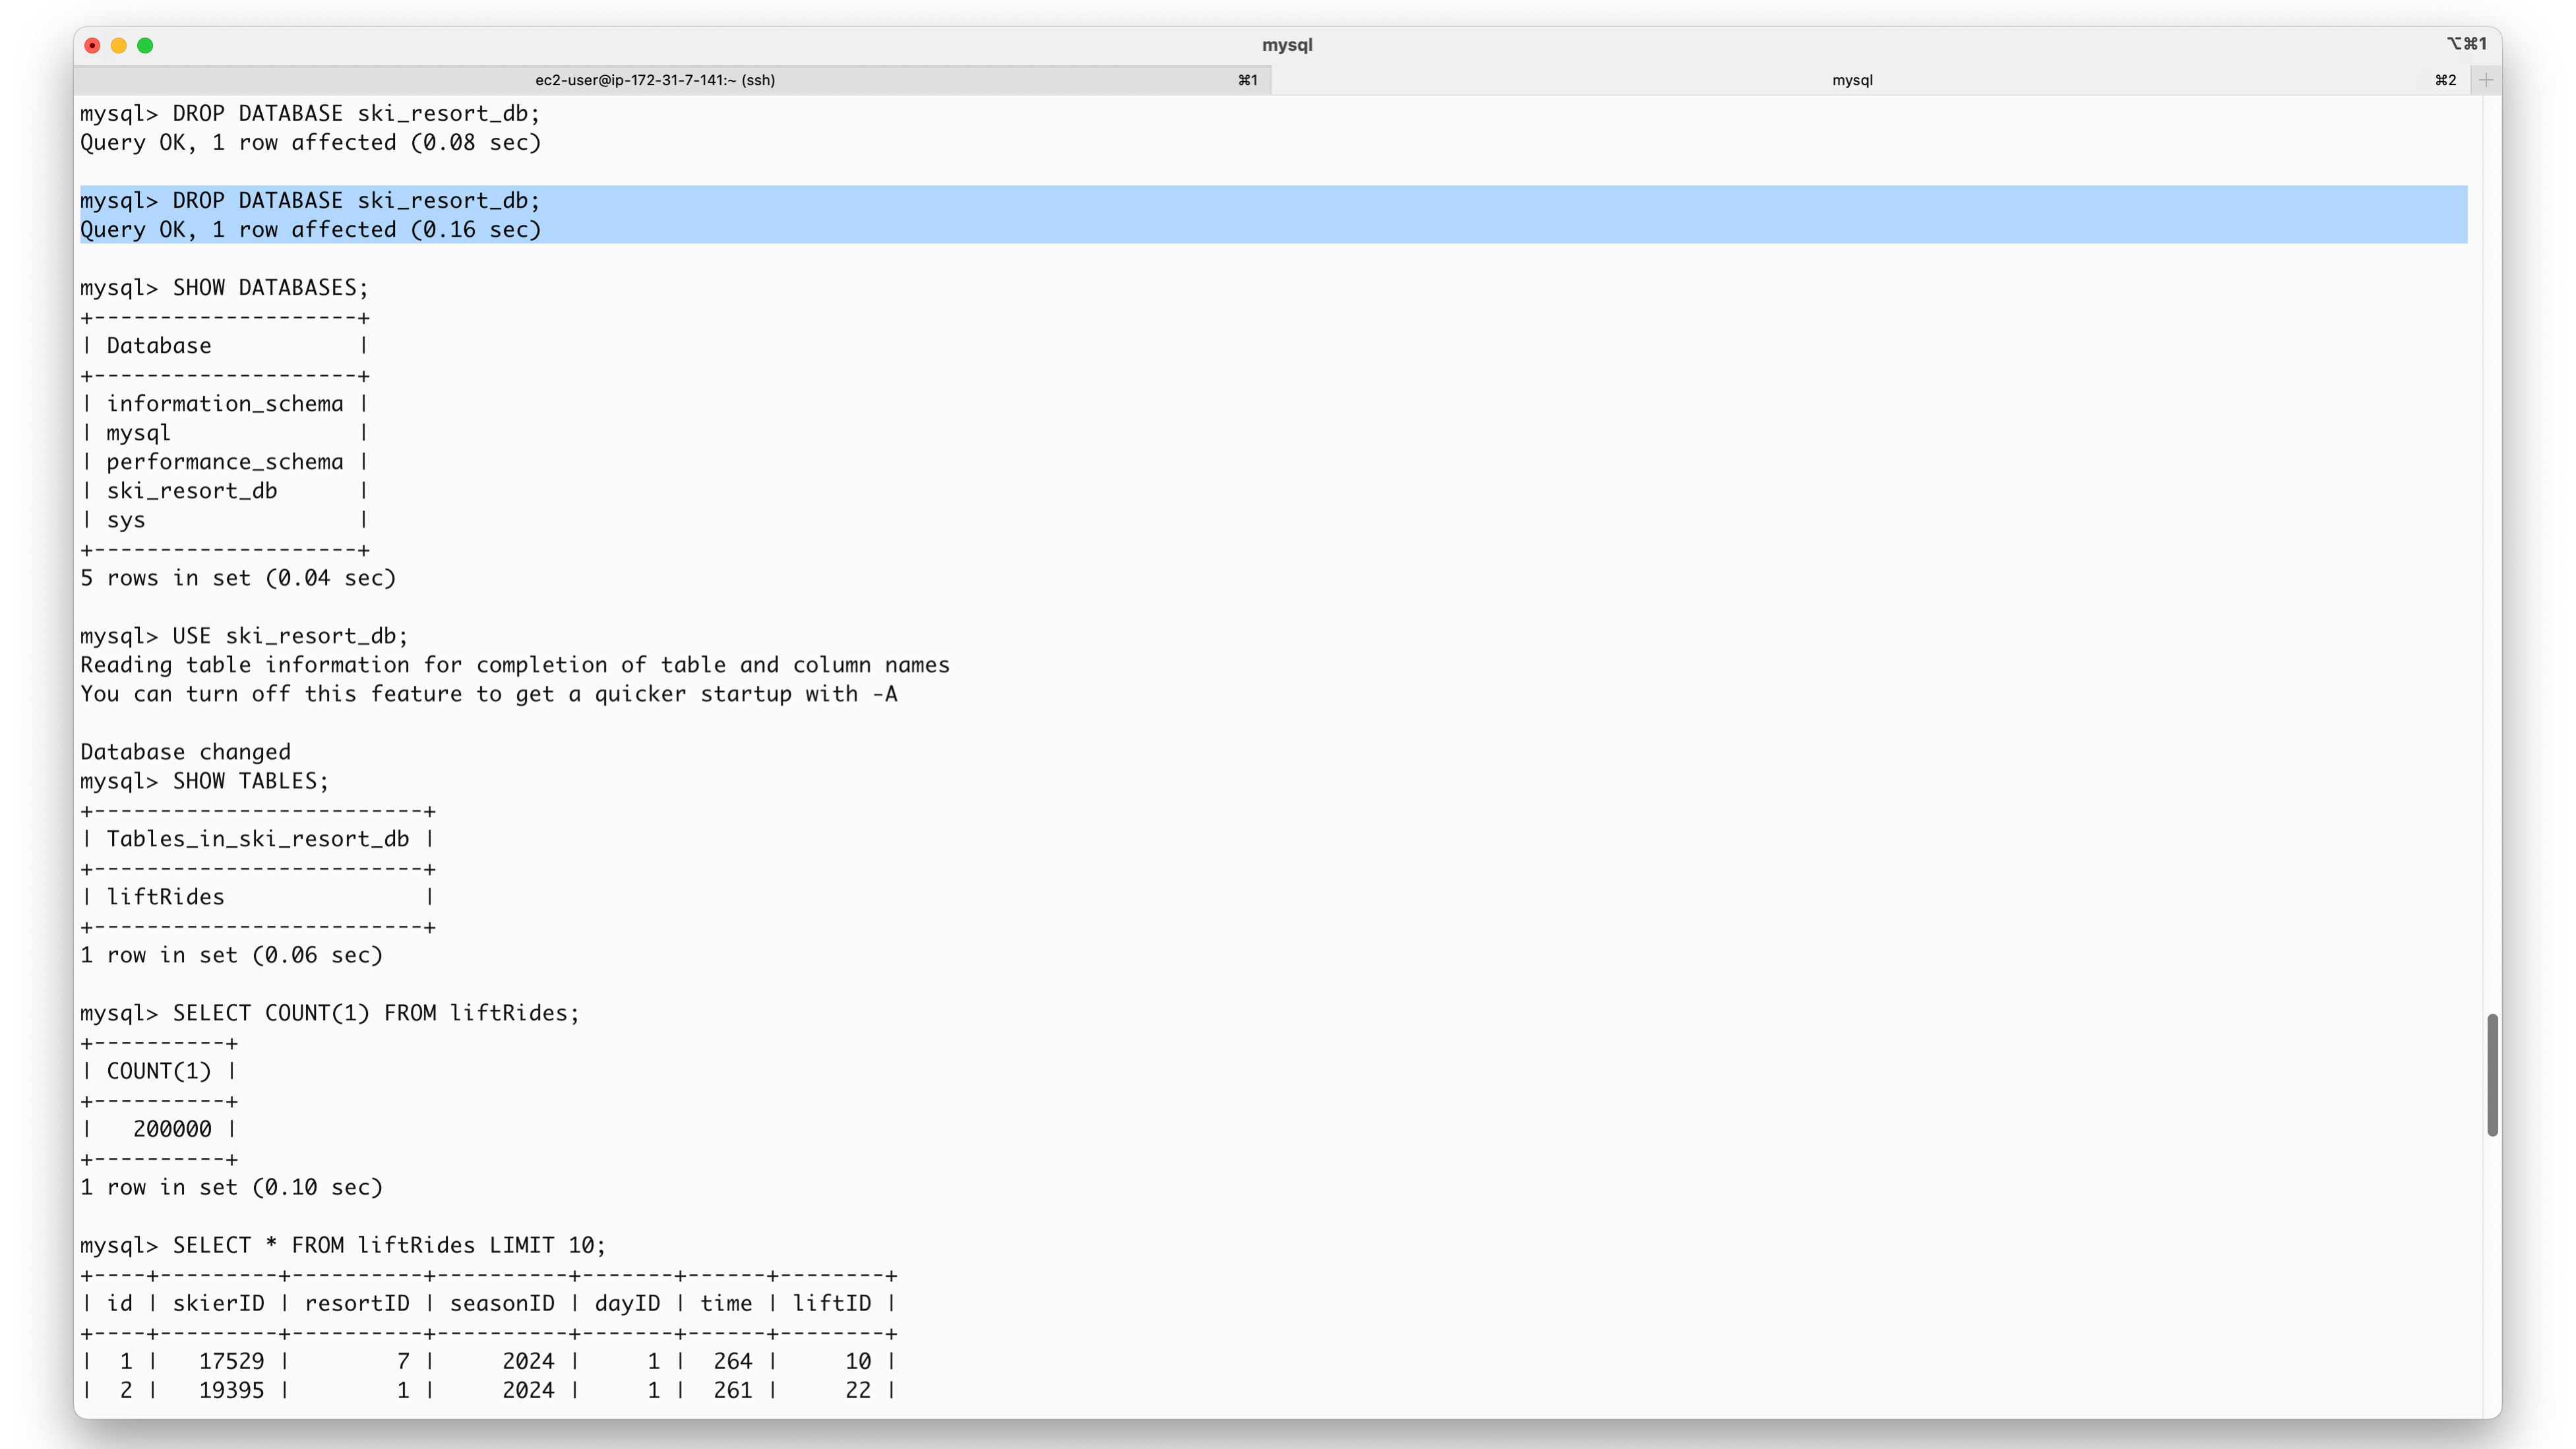 mysql
⌥⌘1
ec2-user@ip-172-31-7-141:~ (ssh) ⌘1 mysql ⌘2 +
mysql> DROP DATABASE ski_resort_db;
Query OK, 1 row affected (0.08 sec)
mysql> DROP DATABASE ski_resort_db;
Query OK, 1 row affected (0.16 sec)
mysql> SHOW DATABASES;
+--------------------+
| Database           |
+--------------------+
| information_schema |
| mysql              |
| performance_schema |
| ski_resort_db      |
| sys                |
+--------------------+
5 rows in set (0.04 sec)
mysql> USE ski_resort_db;
Reading table information for completion of table and column names
You can turn off this feature to get a quicker startup with -A
Database changed
mysql> SHOW TABLES;
+-------------------------+
| Tables_in_ski_resort_db |
+-------------------------+
| liftRides               |
+-------------------------+
1 row in set (0.06 sec)
mysql> SELECT COUNT(1) FROM liftRides;
+----------+
| COUNT(1) |
+----------+
|   200000 |
+----------+
1 row in set (0.10 sec)
mysql> SELECT * FROM liftRides LIMIT 10;
+----+---------+----------+----------+-------+------+--------+
| id | skierID | resortID | seasonID | dayID | time | liftID |
+----+---------+----------+----------+-------+------+--------+
|  1 |   17529 |        7 |     2024 |     1 |  264 |     10 |
|  2 |   19395 |        1 |     2024 |     1 |  261 |     22 |